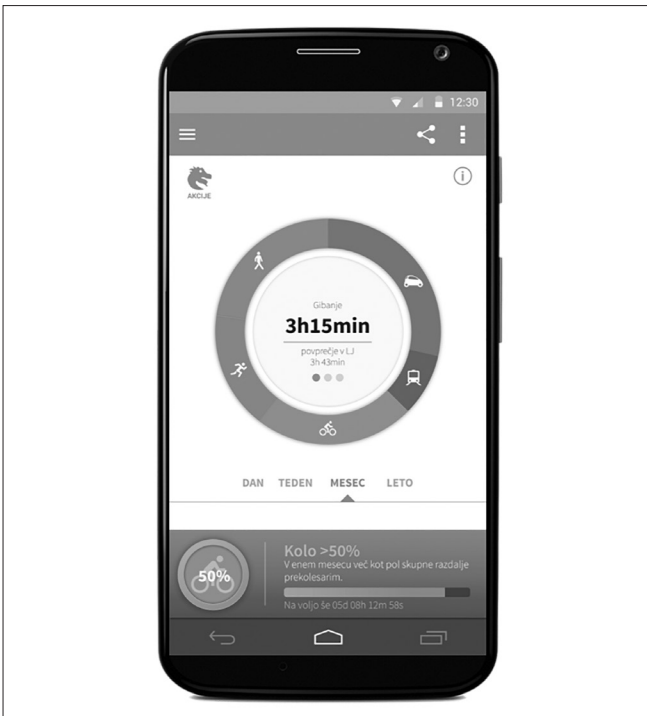 12:30
AKCIJE
Gibanje
3h15min
povprečje v LJ
3h 43min
DAN TEDEN MESEC LETO
50%
Kolo >50%
V enem mesecu več kot pol skupne razdalje
prekolesarim.
Na voljo še 05d 08h 12m 58s